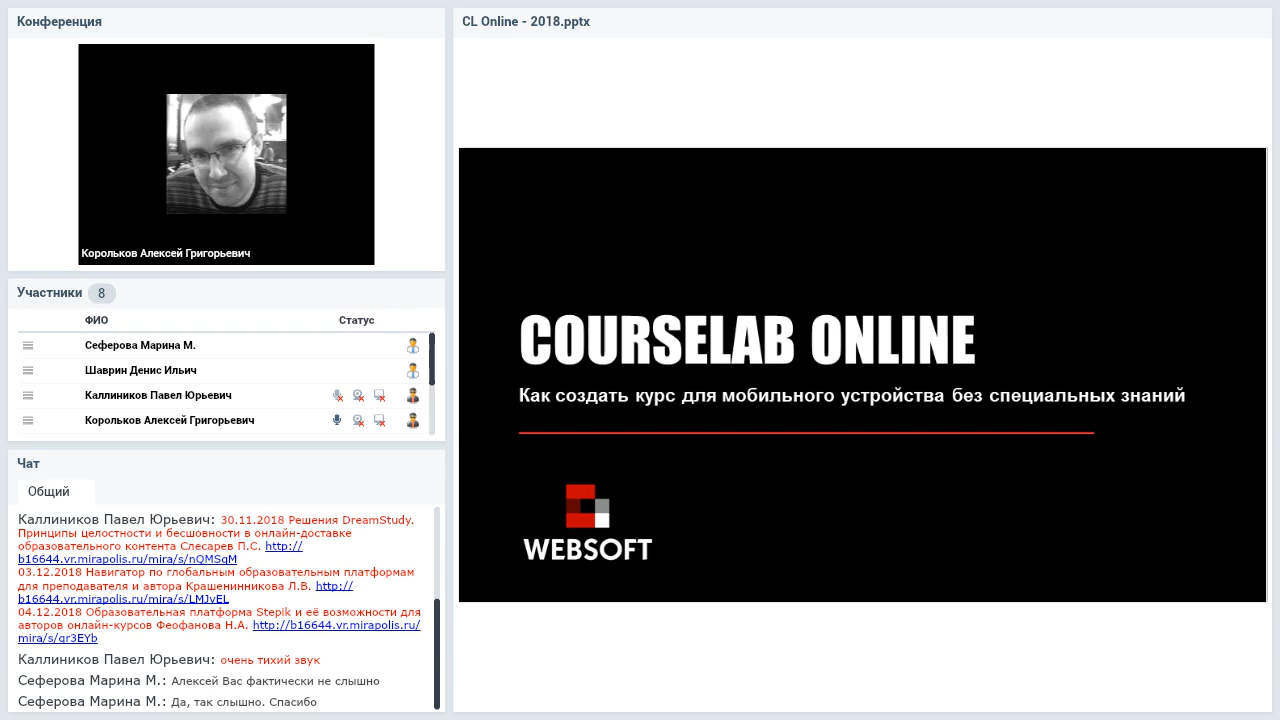 Конференция
Корольков Алексей Григорьевич
Участники 8
ФИО Статус
Сеферова Марина М.
Шаврин Денис Ильич
Каллиников Павел Юрьевич
Корольков Алексей Григорьевич
Чат
Общий
Каллиников Павел Юрьевич: 30.11.2018 Решения DreamStudy.
Принципы целостности и бесшовности в онлайн-доставке
образовательного контента Слесарев П.С. http://
b16644.vr.mirapolis.ru/mira/s/nQMSqM
03.12.2018 Навигатор по глобальным образовательным платформам
для преподавателя и автора Крашенинникова Л.В. http://
b16644.vr.mirapolis.ru/mira/s/LMJvEL
04.12.2018 Образовательная платформа Stepik и её возможности для
авторов онлайн-курсов Феофанова Н.А. http://b16644.vr.mirapolis.ru/
mira/s/qr3EYb
Каллиников Павел Юрьевич: очень тихий звук
Сеферова Марина М.: Алексей Вас фактически не слышно
Сеферова Марина М.: Да, так слышно. Спасибо
CL Online - 2018.pptx
COURSELAB ONLINE
Как создать курс для мобильного устройства без специальных знаний
WEBSOFT